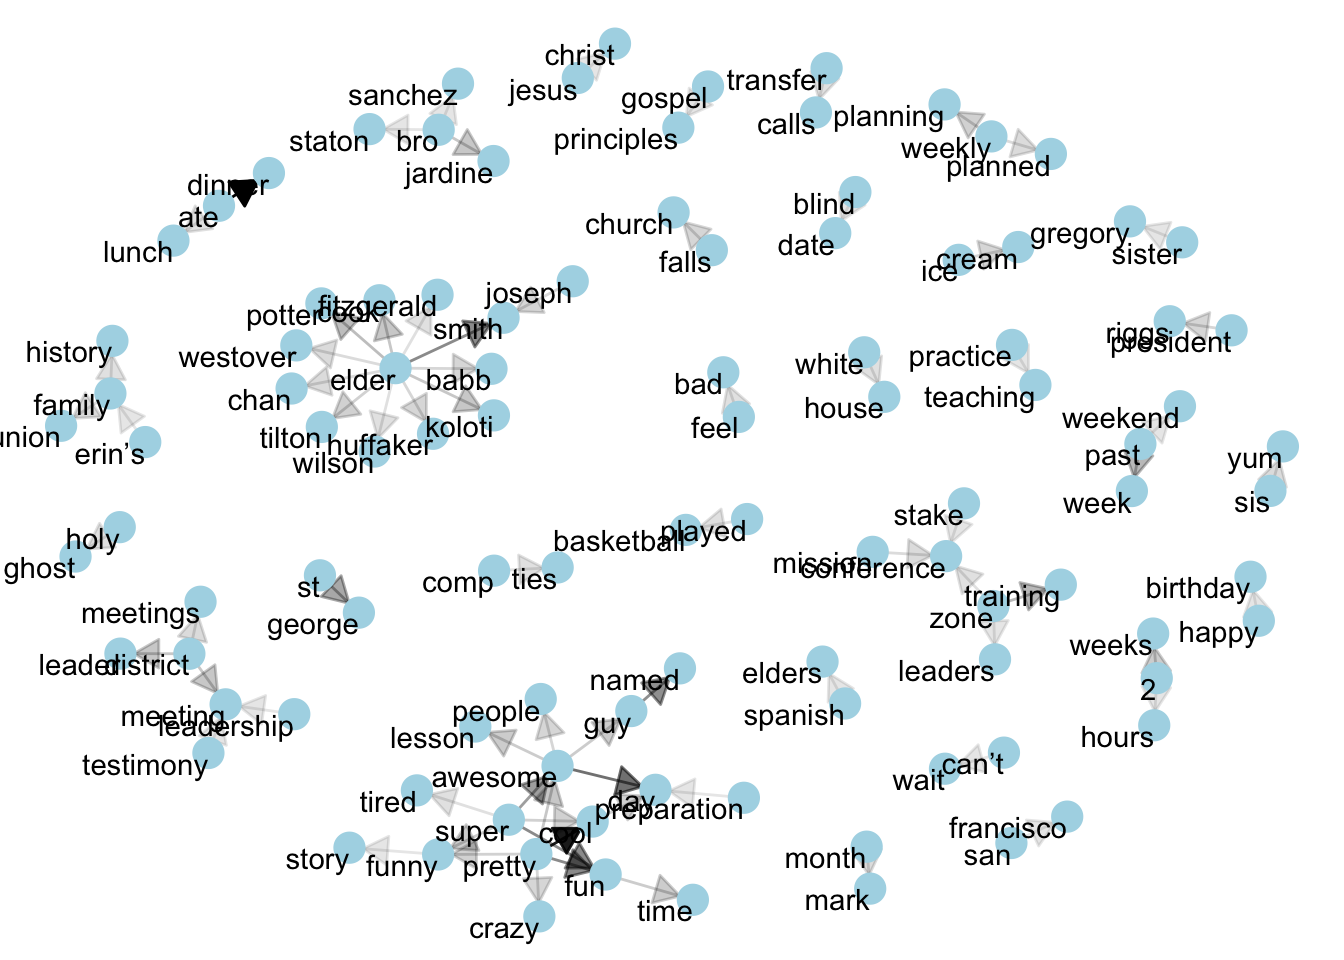 christ
sanchez
jesus
gospel
transfer
staton
bro
principles
calls
planning
jardine
weekly
planned
dinner
ate
lunch
church
falls
blind
date
gregory
sister
ice
cream
potter
cook
fitzgerald
joseph
smith
history
westover
elder
babb
riggs
president
family
chan
bad
white
practice
union
erin’s
tilton
huffaker
koloti
wilson
feel
house
teaching
weekend
past
yum
week
sis
holy
ghost
basketball
played
stake
comp
ties
mission
conference
st
george
training
zone
birthday
meetings
leader
district
leaders
weeks
happy
named
elders
2
meeting
leadership
people
guy
spanish
hours
testimony
lesson
awesome
wait
can’t
tired
day
preparation
super
cool
francisco
san
story
funny
pretty
month
fun
mark
time
crazy